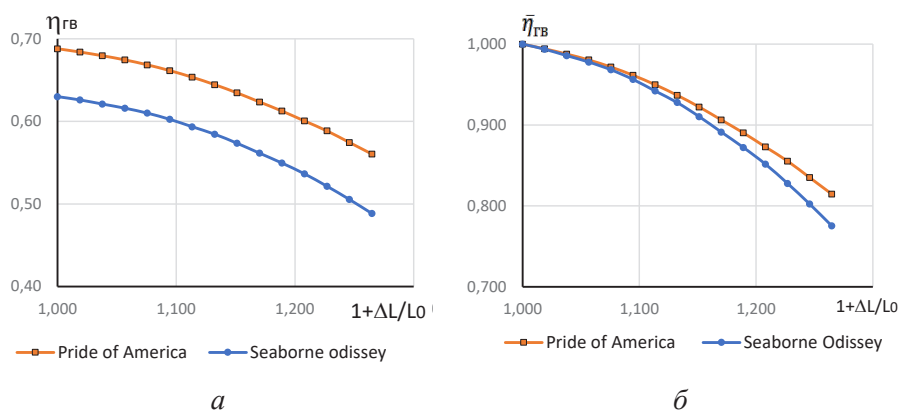 ηГВ
0,70
0,60
0,50
0,40
1,000 1,100 1,200 1+ΔL/L0
Pride of America Seaborne odissey
а
η̄ГВ
1,000
0,900
0,800
0,700
1,000 1,100 1,200 1+ΔL/L0
Pride of America Seaborne Odissey
б